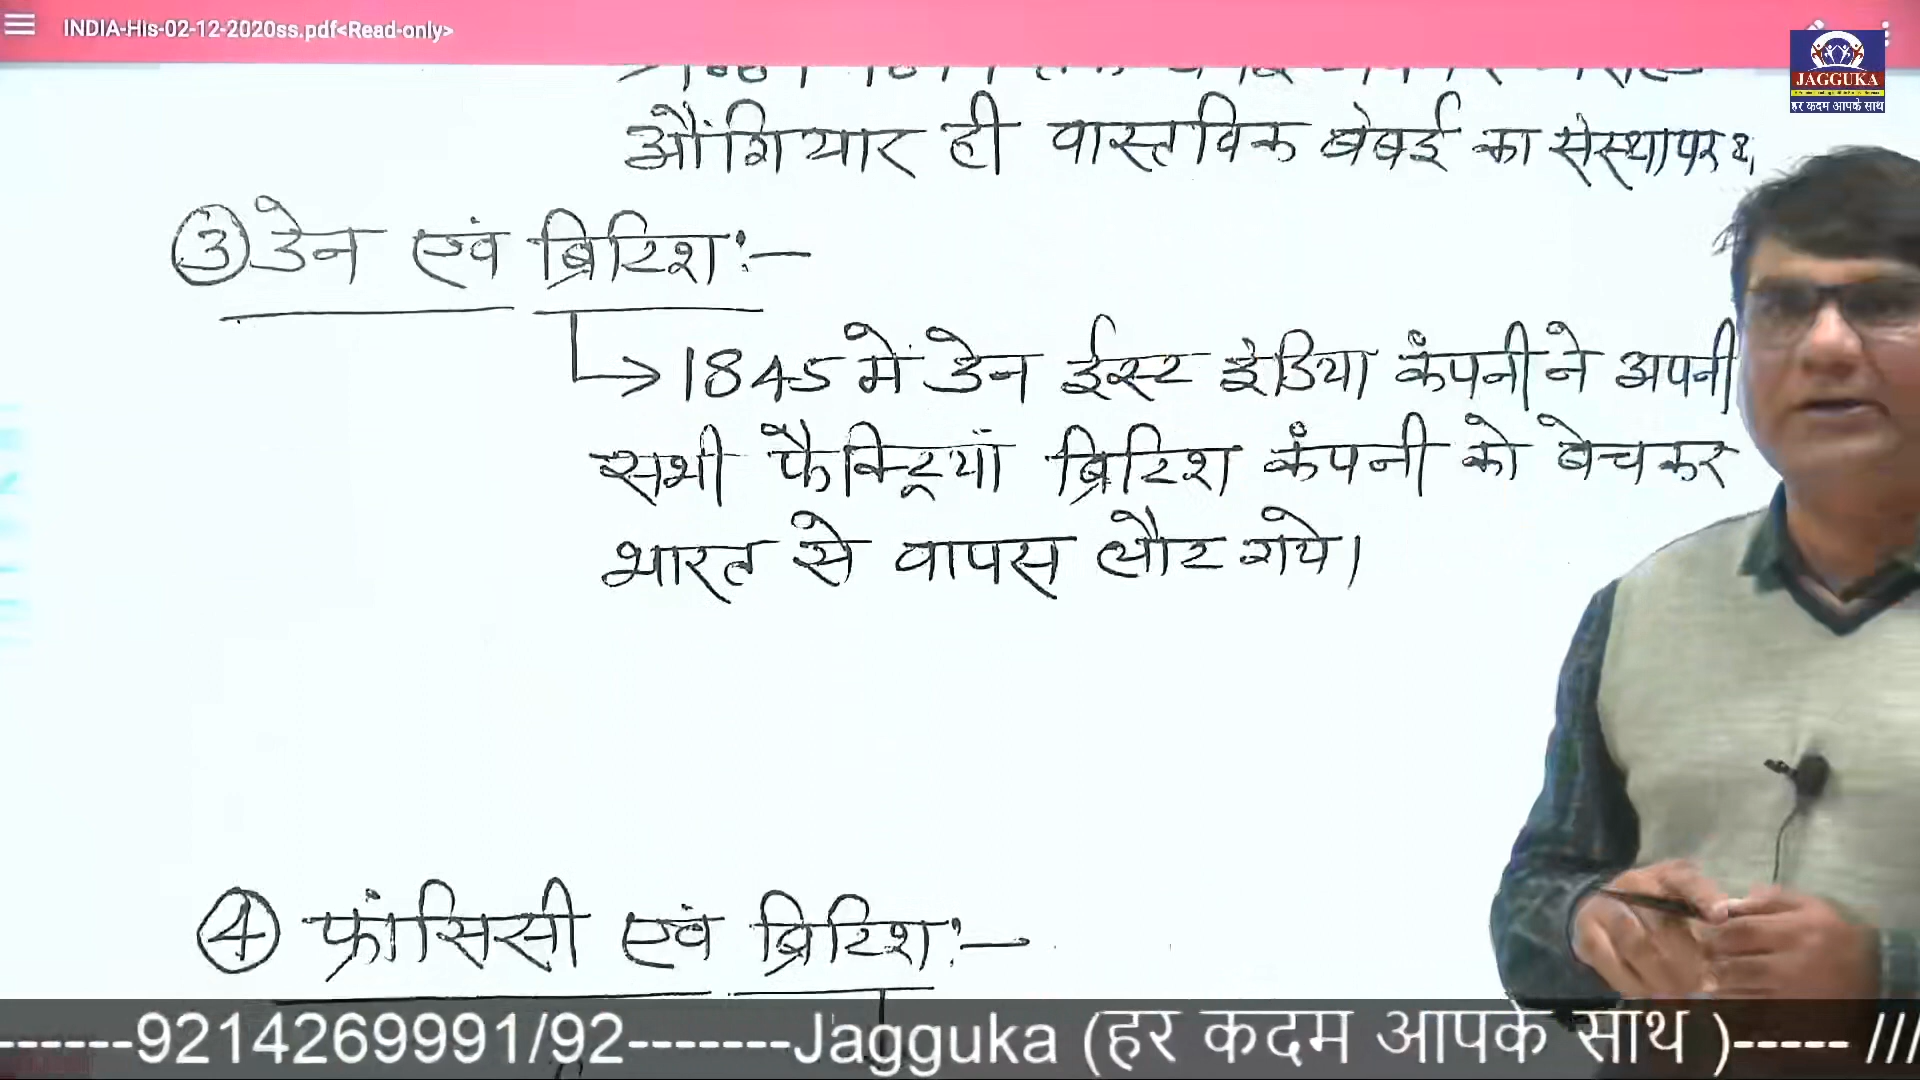 INDIA-His-02-12-2020ss.pdf<Read-only>
JAGGUKA
हर कदम आपके साथ
औंगियार ही वास्तविक बंबई का
③ डेन एवं ब्रिटिश :-
→ 1845 में डेन ईस्ट इंडिया कंपनी ने अपनी
सभी फैक्ट्रियाँ ब्रिटिश कंपनी को बेचकर
भारत से वापस लौट गये।
④ फ्रांसिसी एवं ब्रिटिश :-
------9214269991/92-------Jagguka (हर कदम आपके साथ )----- ///